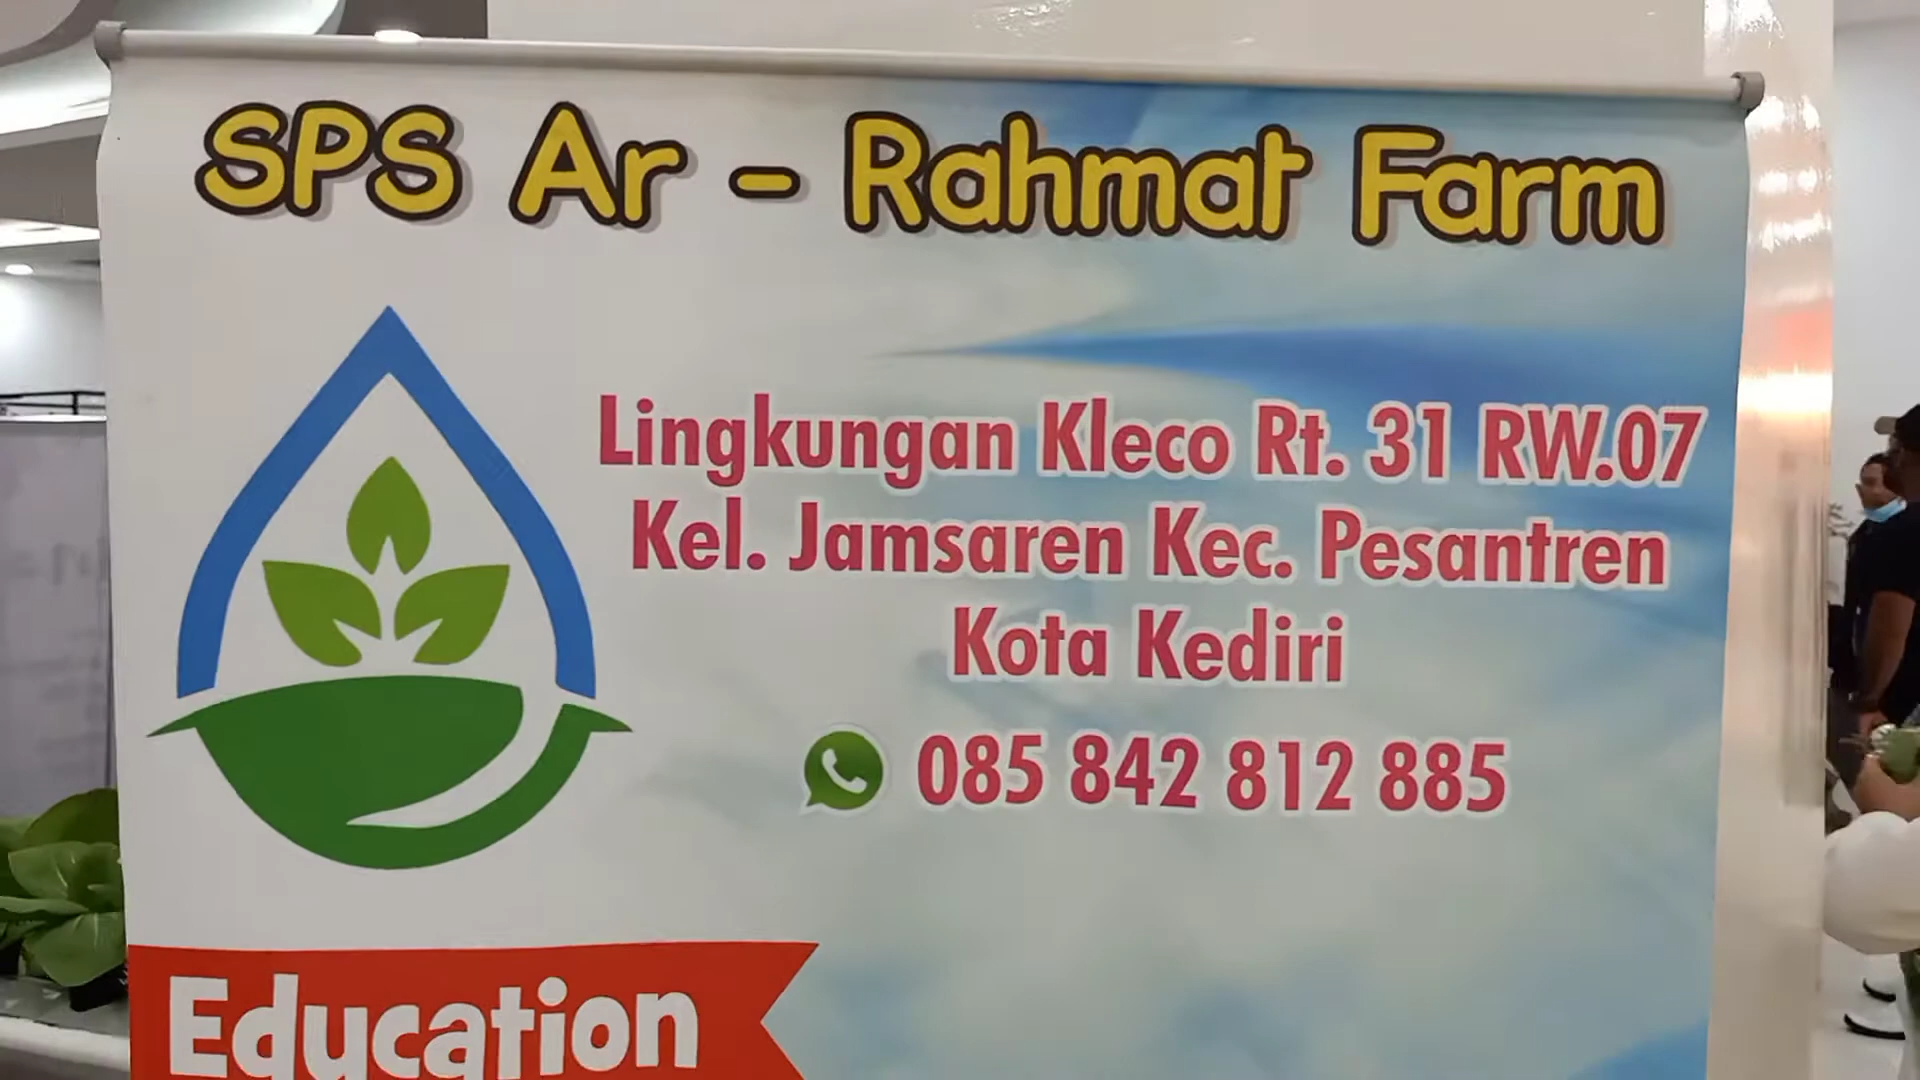 SPS Ar - Rahmat Farm
Lingkungan Kleco Rt. 31 RW.07
Kel. Jamsaren Kec. Pesantren
Kota Kediri
085 842 812 885
Education